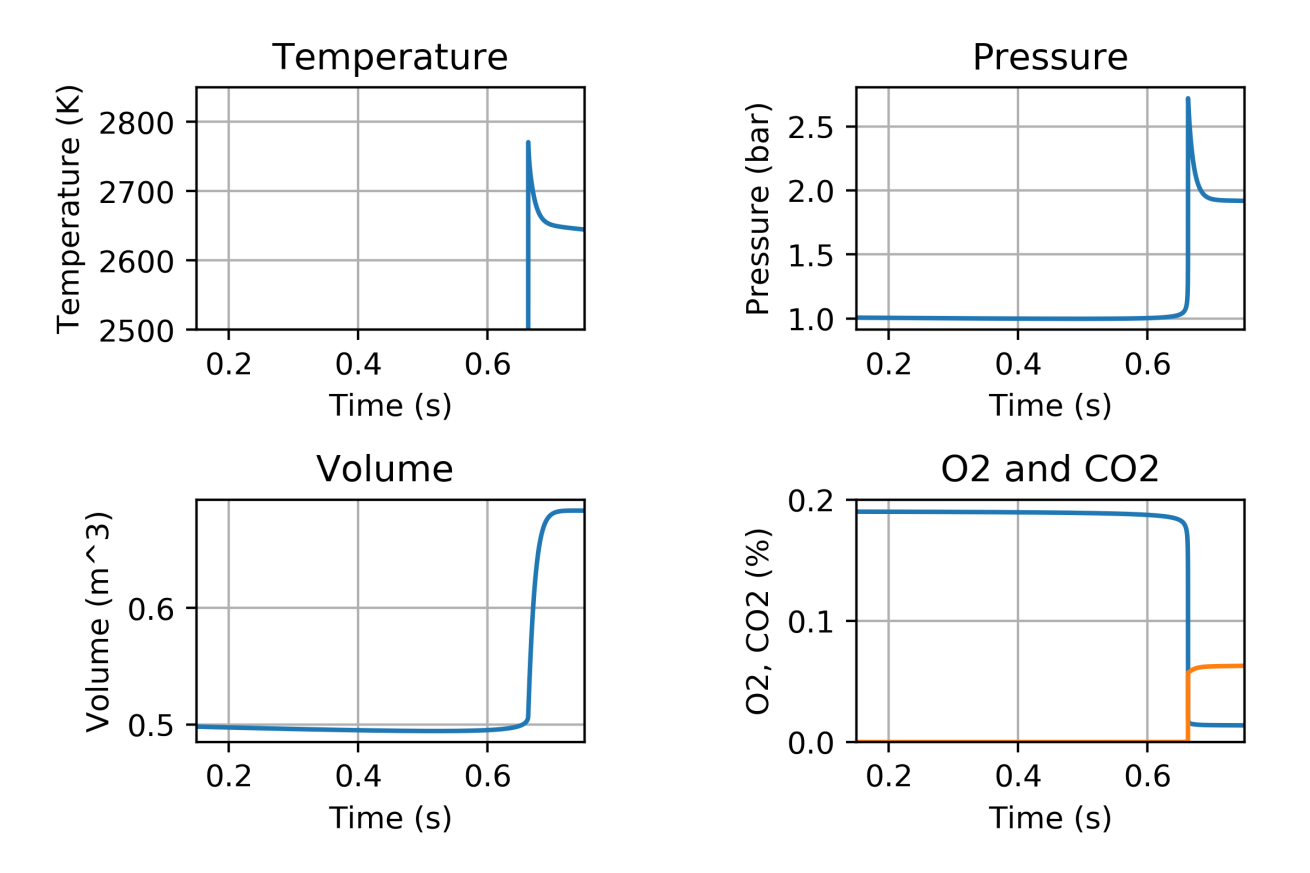 Temperature
Temperature (K)
2800
2700
2600
2500
0.2 0.4 0.6
Time (s)
Pressure
Pressure (bar)
2.5
2.0
1.5
1.0
0.2 0.4 0.6
Time (s)
Volume
Volume (m^3)
0.6
0.5
0.2 0.4 0.6
Time (s)
O2 and CO2
O2, CO2 (%)
0.2
0.1
0.0
0.2 0.4 0.6
Time (s)